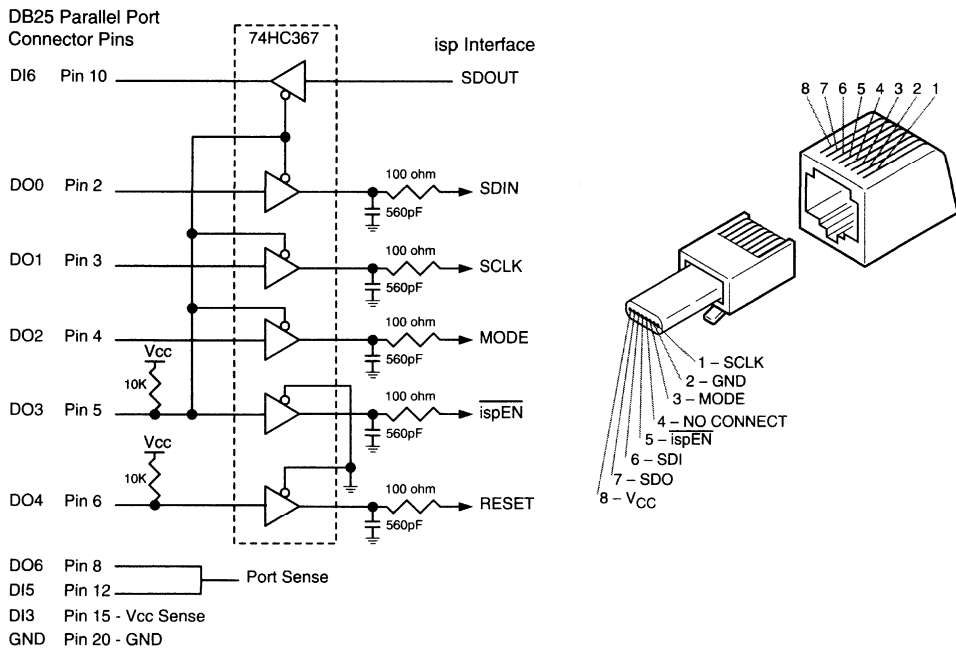 DB25 Parallel Port
Connector Pins
74HC367
isp Interface
DI6 Pin 10
SDOUT
DO0 Pin 2
100 ohm
SDIN
560pF
DO1 Pin 3
100 ohm
SCLK
560pF
DO2 Pin 4
100 ohm
MODE
560pF
Vcc
10K
DO3 Pin 5
100 ohm
ispEN
560pF
Vcc
10K
DO4 Pin 6
100 ohm
RESET
560pF
DO6 Pin 8
Port Sense
DI5 Pin 12
DI3 Pin 15 - Vcc Sense
GND Pin 20 - GND
8 7 6 5 4 3 2 1
1 – SCLK
2 – GND
3 – MODE
4 – NO CONNECT
5 – ispEN
6 – SDI
7 – SDO
8 – VCC